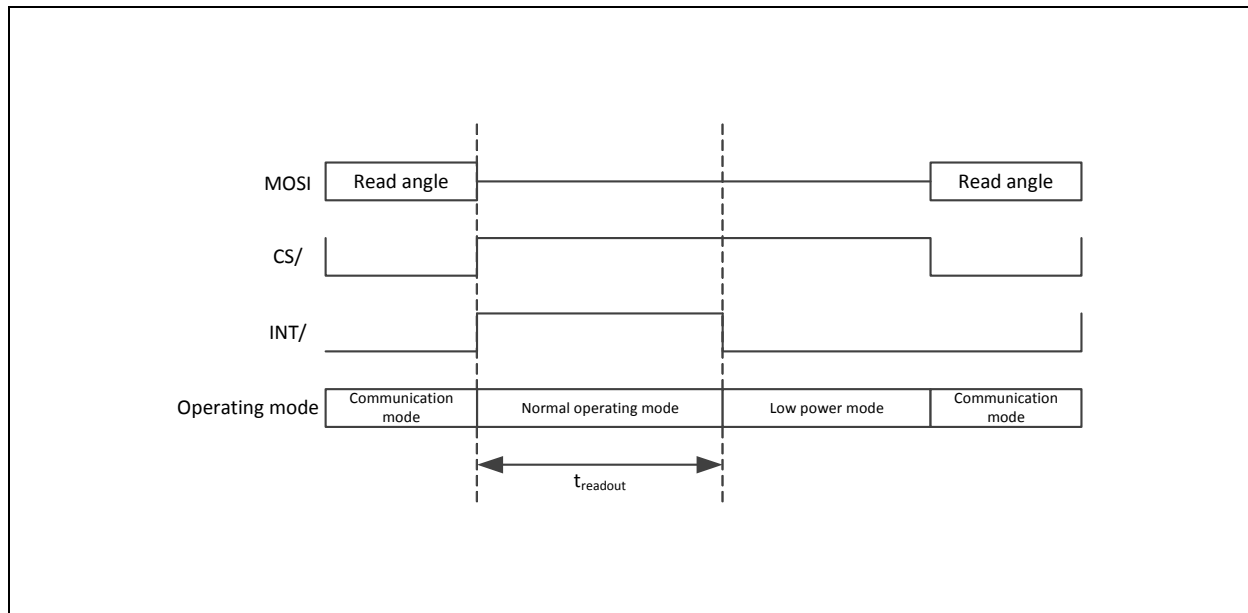 MOSI
Read angle
Read angle
CS/
INT/
Operating mode
Communication
mode
Normal operating mode
Low power mode
Communication
mode
treadout